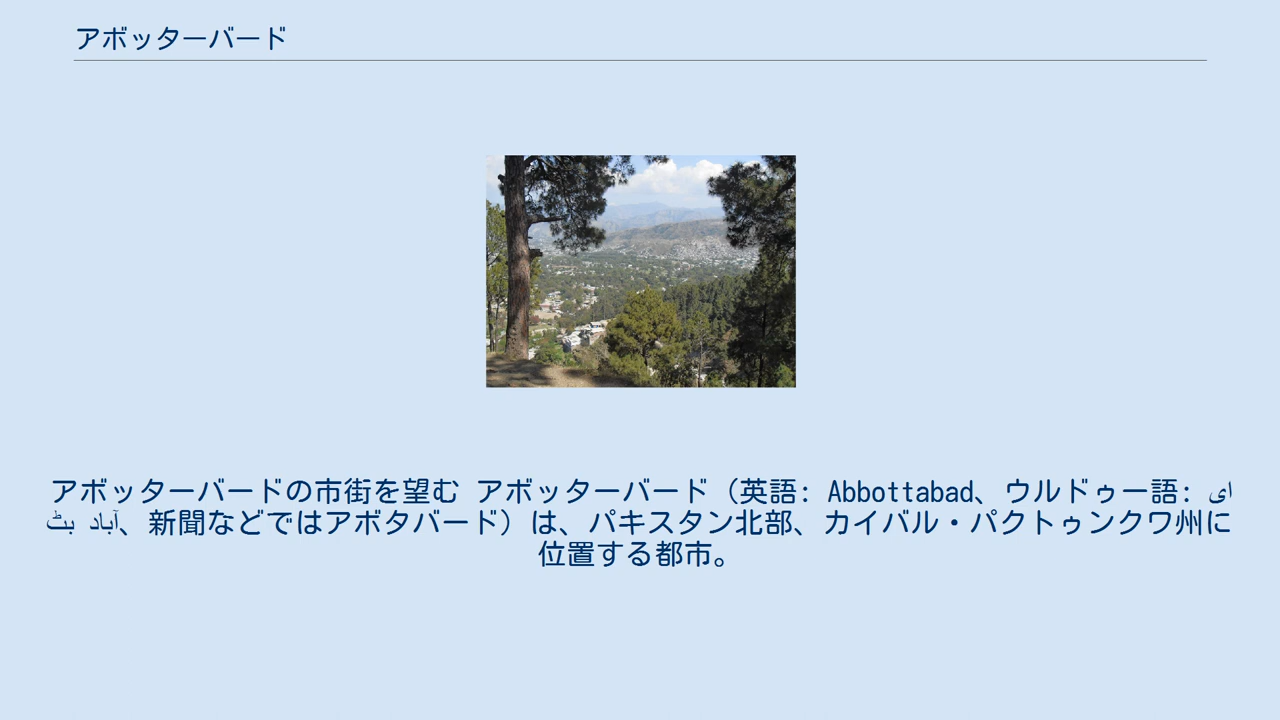 アボッターバード
アボッターバードの市街を望む アボッターバード（英語: Abbottabad、ウルドゥー語: ای
بٹ آباد、新聞などではアボタバード）は、パキスタン北部、カイバル・パクトゥンクワ州に
位置する都市。